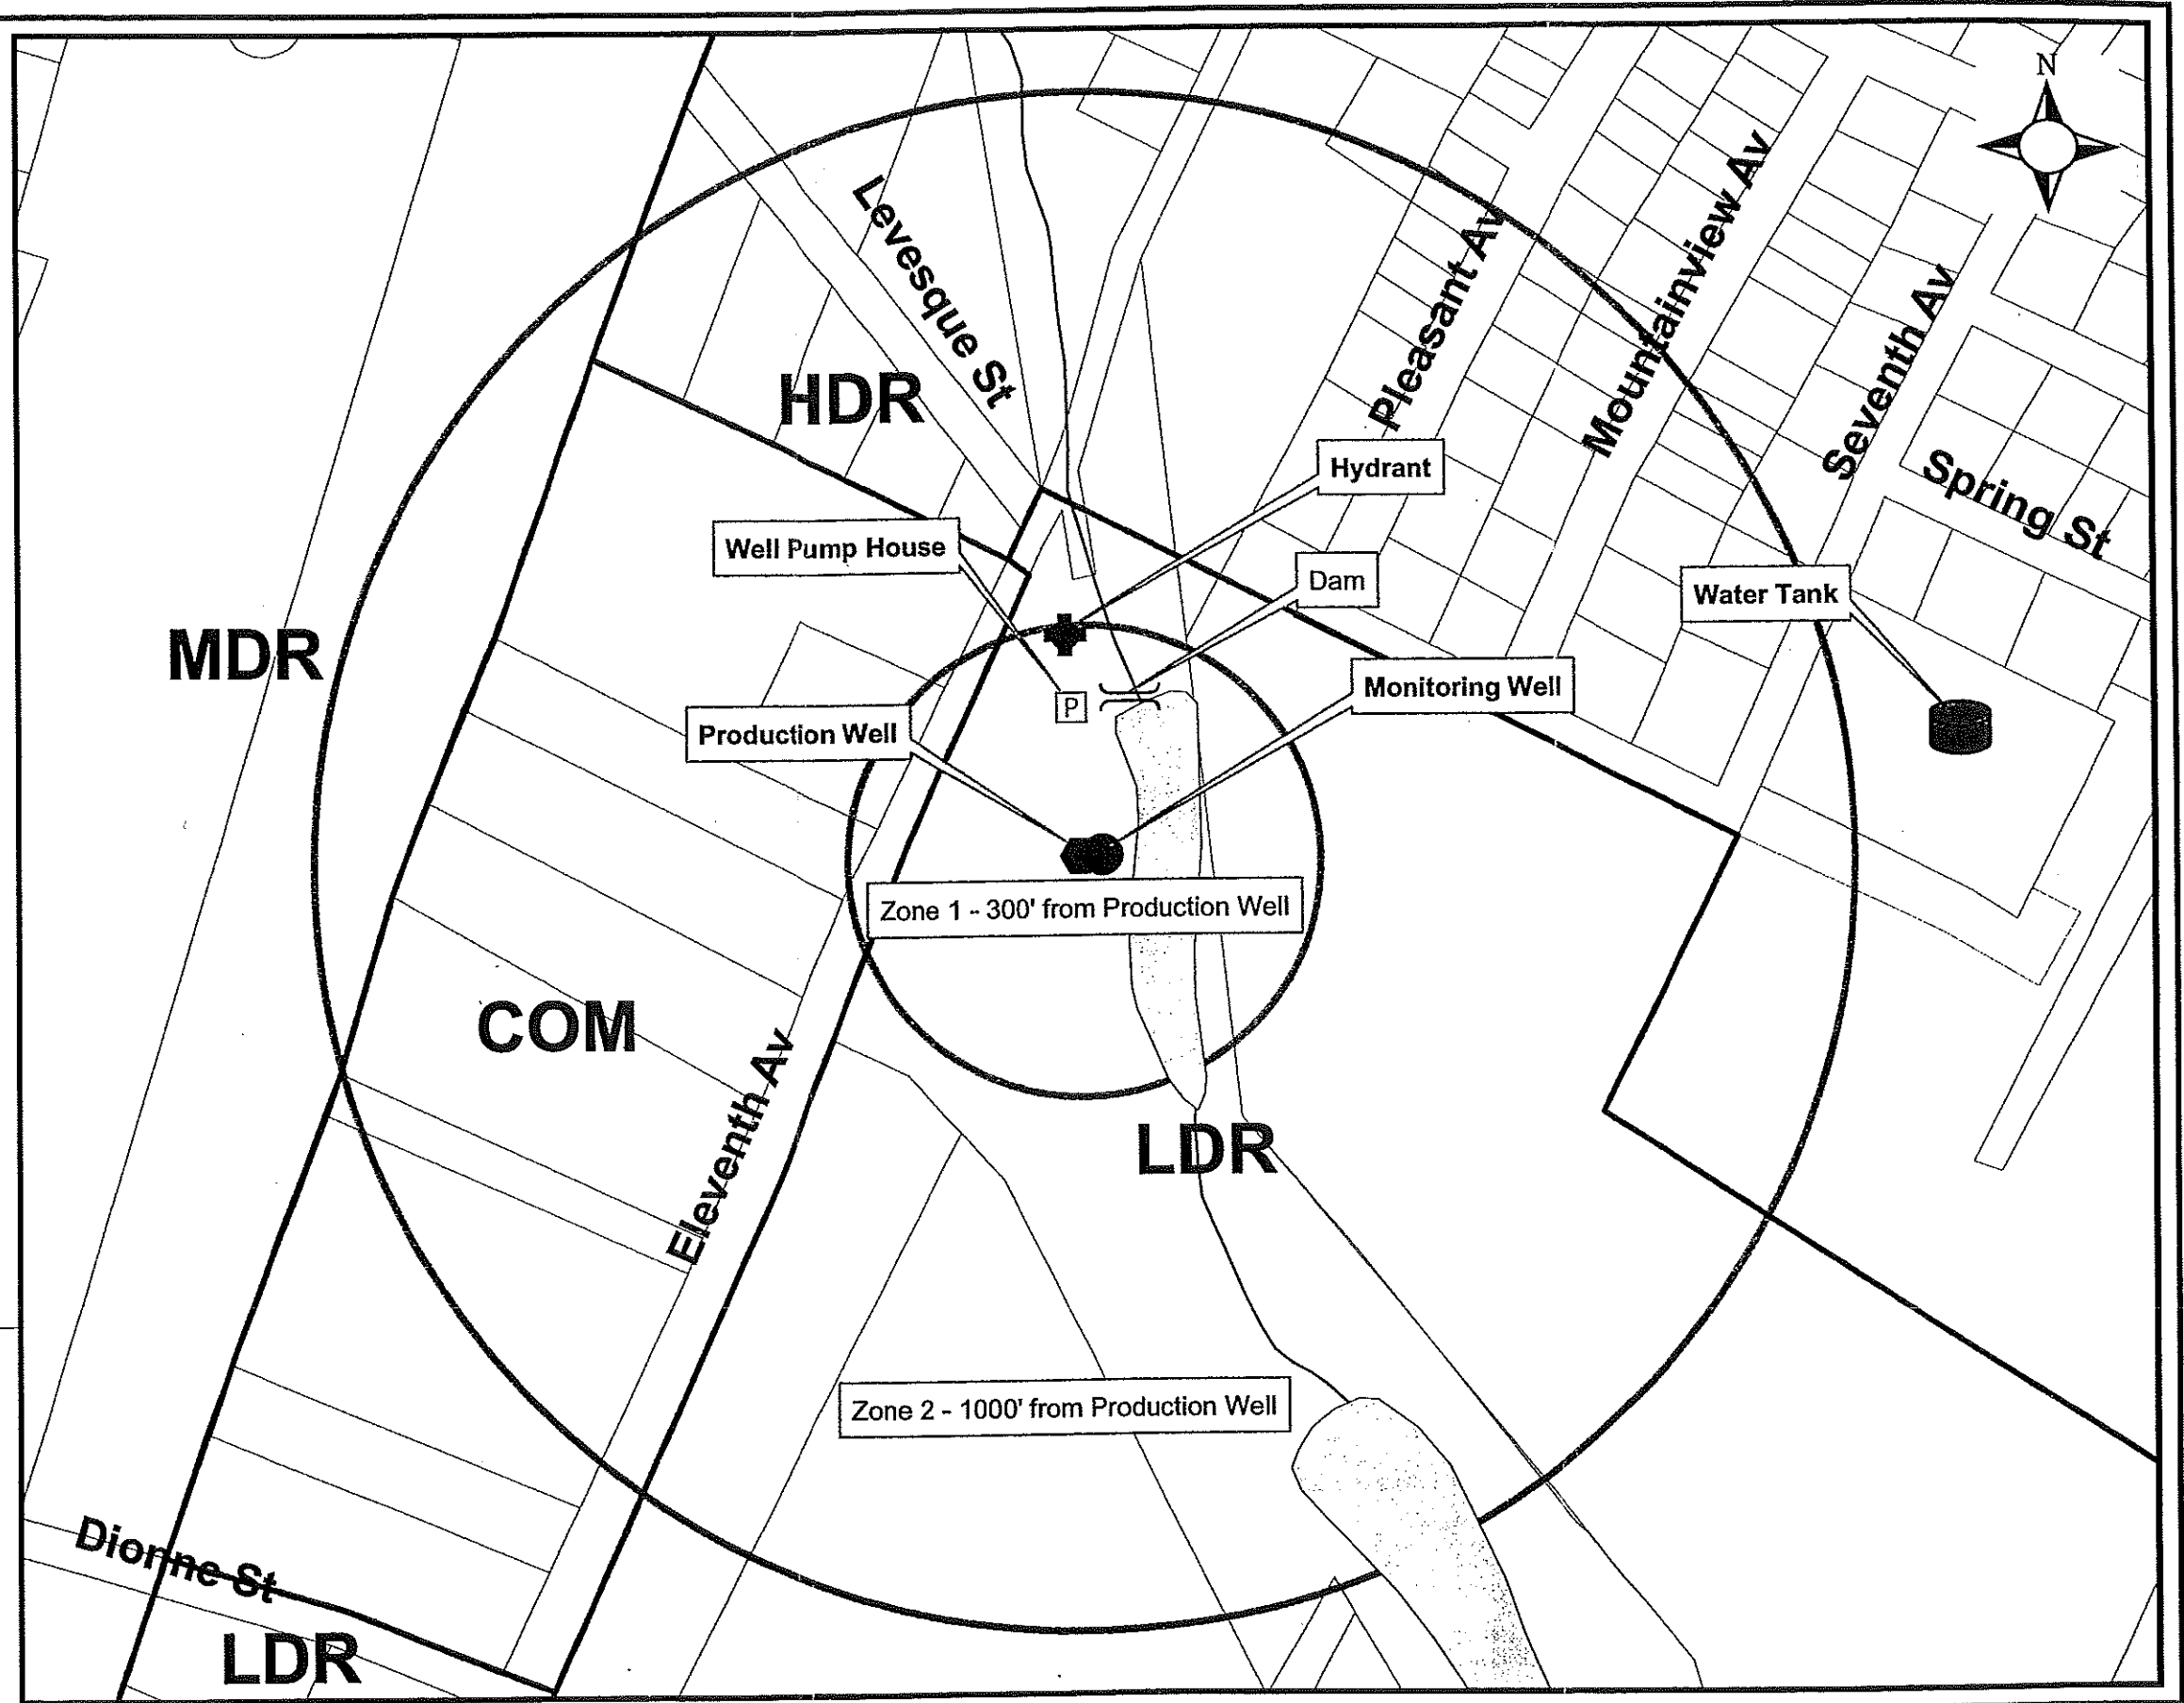 N
Levesque St
Pleasant Av
Mountainview Av
Seventh Av
Spring St
HDR
Hydrant
Well Pump House
Dam
Water Tank
MDR
Monitoring Well
P
Production Well
Zone 1 - 300' from Production Well
COM
Eleventh Av
LDR
Zone 2 - 1000' from Production Well
Dionne St
LDR